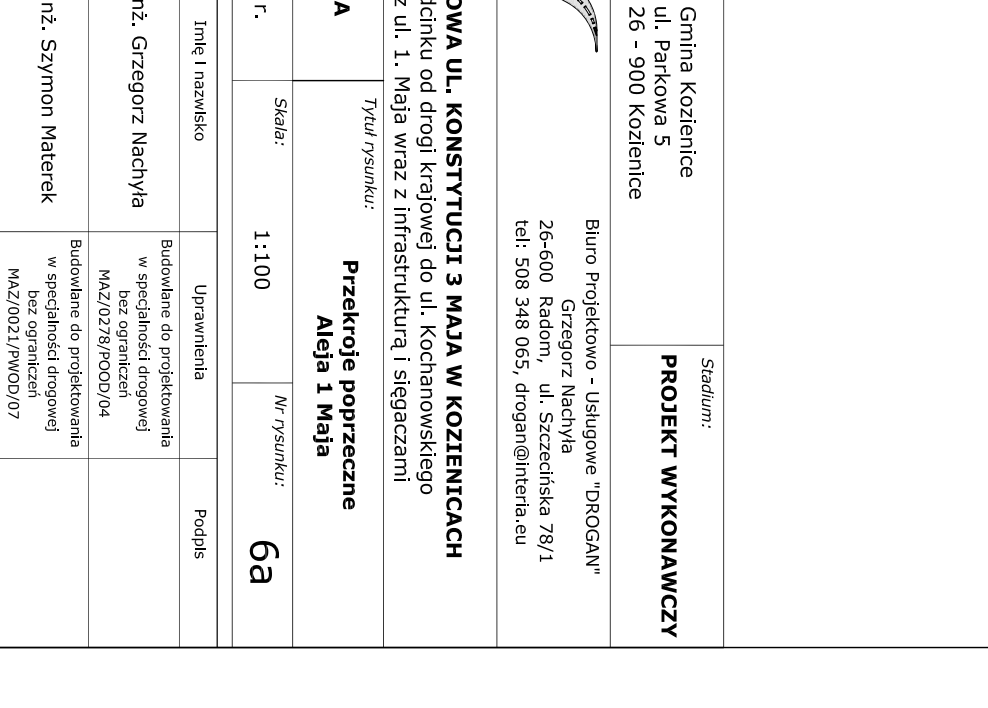 Gmina Kozienice
ul. Parkowa 5
26 - 900 Kozienice
Stadium:
PROJEKT WYKONAWCZY
Biuro Projektowo - Usługowe "DROGAN"
Grzegorz Nachyła
26-600 Radom, ul. Szczecińska 78/1
tel: 508 348 065, drogan@interia.eu
OWA UL. KONSTYTUCJI 3 MAJA W KOZIENICACH
dcinku od drogi krajowej do ul. Kochanowskiego
z ul. 1. Maja wraz z infrastrukturą i sięgaczami
A
Tytuł rysunku:
Przekroje poprzeczne
Aleja 1 Maja
r.
Skala:
1:100
Nr rysunku:
6a
Imię i nazwisko
Uprawnienia
Podpis
nż. Grzegorz Nachyła
Budowlane do projektowania
w specjalności drogowej
bez ograniczeń
MAZ/0278/POOD/04
nż. Szymon Materek
Budowlane do projektowania
w specjalności drogowej
bez ograniczeń
MAZ/0021/PWOD/07